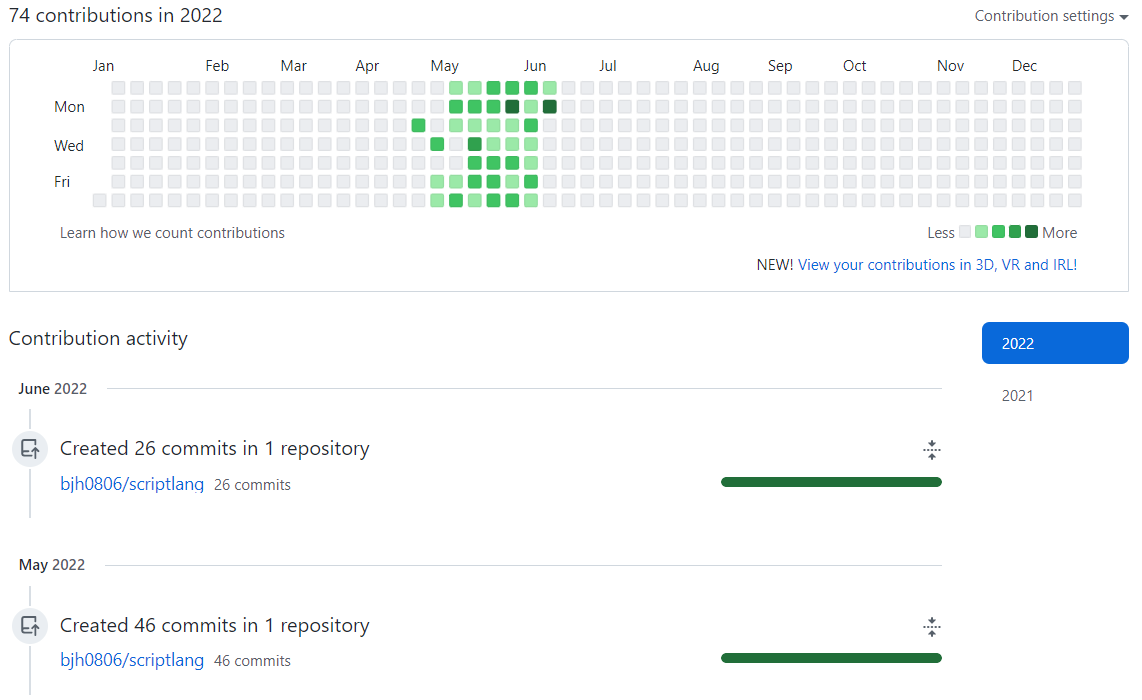 74 contributions in 2022
Contribution settings
Jan Feb Mar Apr May Jun Jul Aug Sep Oct Nov Dec
Mon
Wed
Fri
Learn how we count contributions
Less More
NEW! View your contributions in 3D, VR and IRL!
Contribution activity
2022
2021
June 2022
Created 26 commits in 1 repository
bjh0806/scriptlang 26 commits
May 2022
Created 46 commits in 1 repository
bjh0806/scriptlang 46 commits